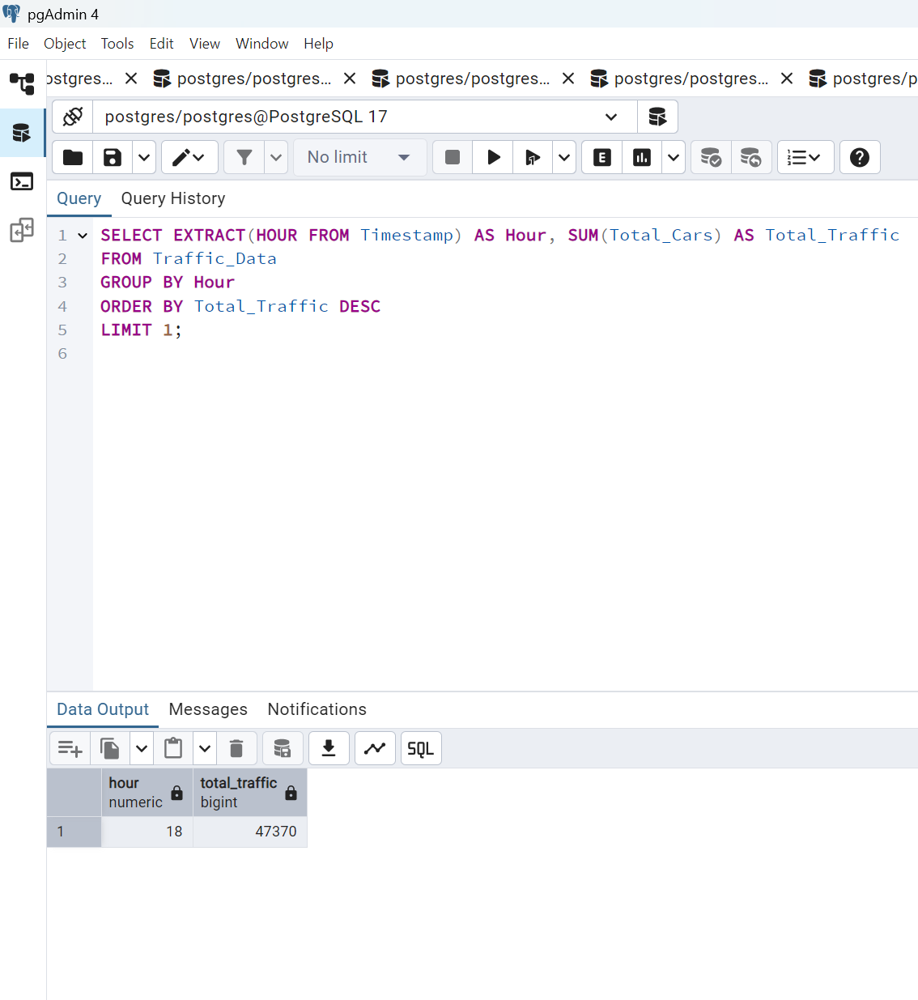 pgAdmin 4
File Object Tools Edit View Window Help
ostgres... postgres/postgres... postgres/postgres... postgres/postgres... postgres/p
postgres/postgres@PostgreSQL 17
No limit
Query Query History
1 SELECT EXTRACT(HOUR FROM Timestamp) AS Hour, SUM(Total_Cars) AS Total_Traffic
2 FROM Traffic_Data
3 GROUP BY Hour
4 ORDER BY Total_Traffic DESC
5 LIMIT 1;
6
Data Output Messages Notifications
SQL
hour total_traffic
numeric bigint
1 18 47370